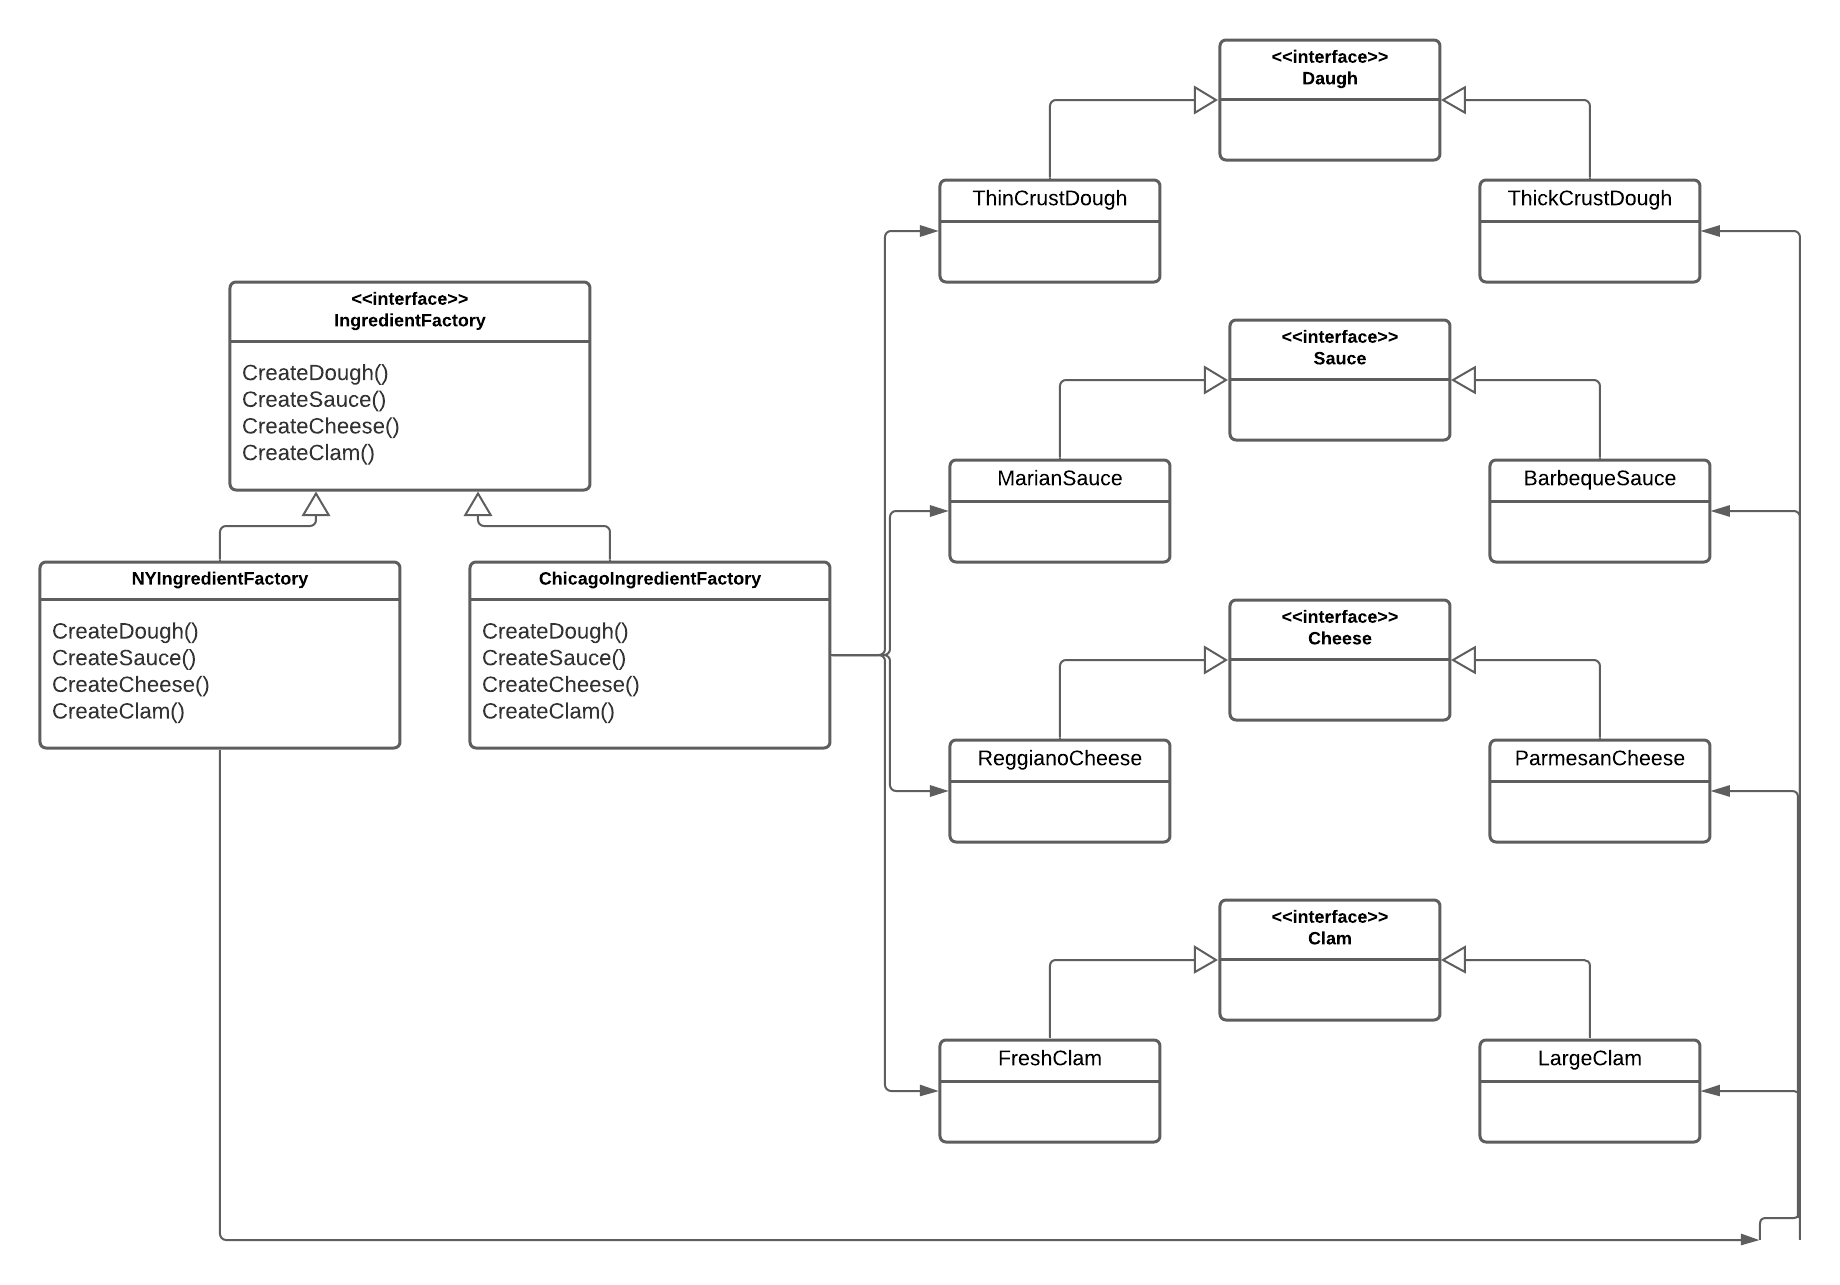 <<interface>>
Daugh
ThinCrustDough
ThickCrustDough
<<interface>>
IngredientFactory
CreateDough()
CreateSauce()
CreateCheese()
CreateClam()
<<interface>>
Sauce
MarianSauce
BarbequeSauce
NYIngredientFactory
CreateDough()
CreateSauce()
CreateCheese()
CreateClam()
ChicagoIngredientFactory
CreateDough()
CreateSauce()
CreateCheese()
CreateClam()
<<interface>>
Cheese
ReggianoCheese
ParmesanCheese
<<interface>>
Clam
FreshClam
LargeClam